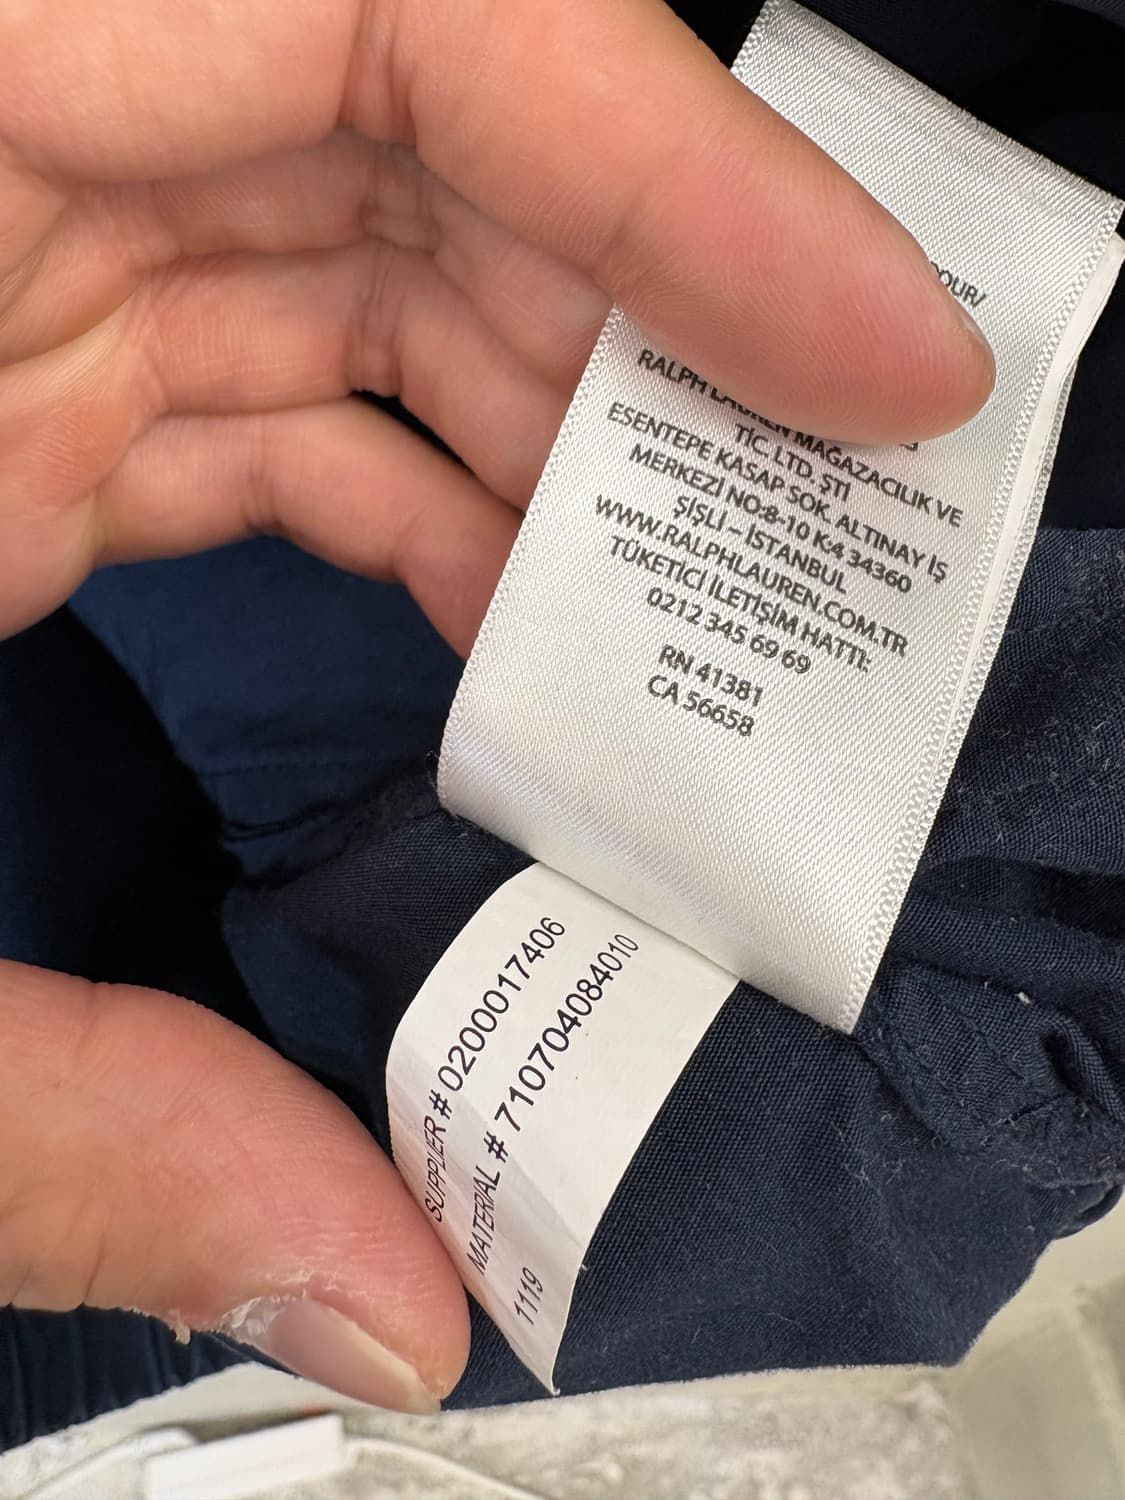 RALPH LAUREN MAĞAZACILIK VE
TİC. LTD. ŞTİ
ESENTEPE KASAP SOK. ALTINAY İŞ
MERKEZİ NO:8-10 K:4 34360
ŞİŞLİ – İSTANBUL
WWW.RALPHLAUREN.COM.TR
TÜKETİCİ İLETİŞİM HATTI:
0212 345 69 69
RN 41381
CA 56658
SUPPLIER # 0200017406
MATERIAL # 710704084010
1119